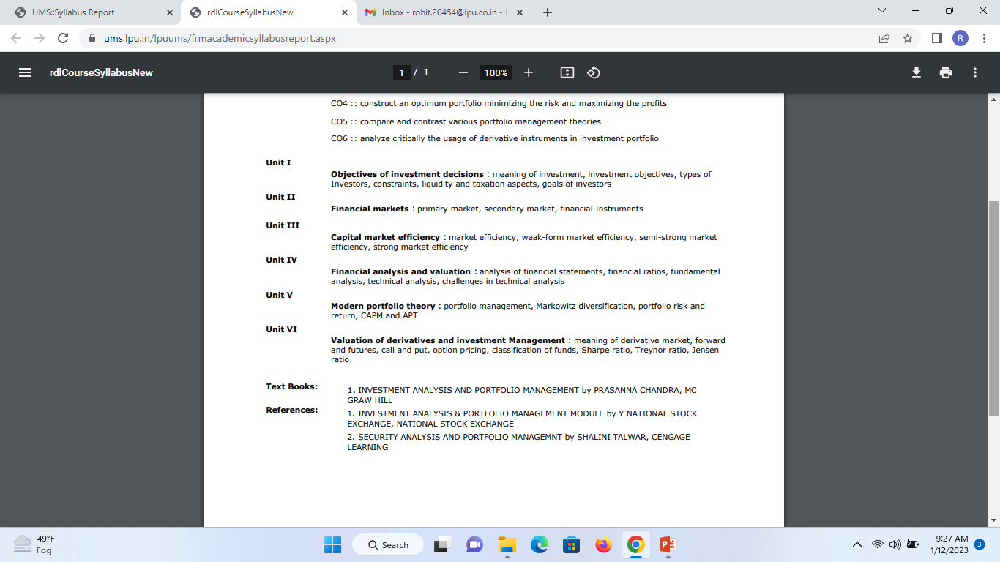 UMS::Syllabus Report
rdlCourseSyllabusNew
Inbox - rohit.20454@lpu.co.in - L
ums.lpu.in/lpuums/frmacademicsyllabusreport.aspx
R
rdlCourseSyllabusNew
1 / 1
100%
CO4 :: construct an optimum portfolio minimizing the risk and maximizing the profits
CO5 :: compare and contrast various portfolio management theories
CO6 :: analyze critically the usage of derivative instruments in investment portfolio
Unit I
Objectives of investment decisions : meaning of investment, investment objectives, types of
Investors, constraints, liquidity and taxation aspects, goals of investors
Unit II
Financial markets : primary market, secondary market, financial Instruments
Unit III
Capital market efficiency : market efficiency, weak-form market efficiency, semi-strong market
efficiency, strong market efficiency
Unit IV
Financial analysis and valuation : analysis of financial statements, financial ratios, fundamental
analysis, technical analysis, challenges in technical analysis
Unit V
Modern portfolio theory : portfolio management, Markowitz diversification, portfolio risk and
return, CAPM and APT
Unit VI
Valuation of derivatives and investment Management : meaning of derivative market, forward
and futures, call and put, option pricing, classification of funds, Sharpe ratio, Treynor ratio, Jensen
ratio
Text Books:
1. INVESTMENT ANALYSIS AND PORTFOLIO MANAGEMENT by PRASANNA CHANDRA, MC
GRAW HILL
References:
1. INVESTMENT ANALYSIS & PORTFOLIO MANAGEMENT MODULE by Y NATIONAL STOCK
EXCHANGE, NATIONAL STOCK EXCHANGE
2. SECURITY ANALYSIS AND PORTFOLIO MANAGEMNT by SHALINI TALWAR, CENGAGE
LEARNING
49°F
Fog
Search
9:27 AM
1/12/2023
3